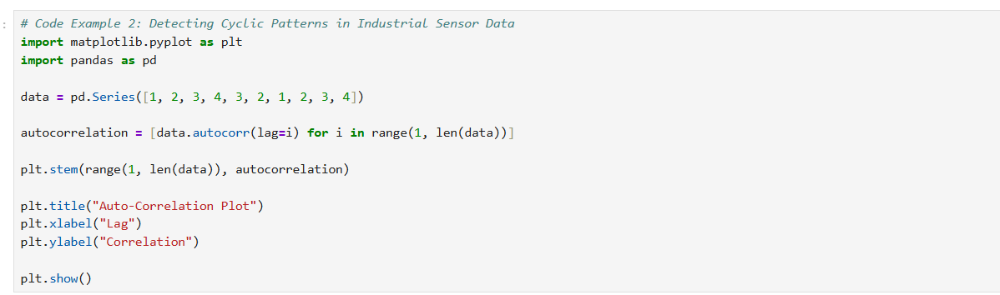 # Code Example 2: Detecting Cyclic Patterns in Industrial Sensor Data
import matplotlib.pyplot as plt
import pandas as pd
data = pd.Series([1, 2, 3, 4, 3, 2, 1, 2, 3, 4])
autocorrelation = [data.autocorr(lag=i) for i in range(1, len(data))]
plt.stem(range(1, len(data)), autocorrelation)
plt.title("Auto-Correlation Plot")
plt.xlabel("Lag")
plt.ylabel("Correlation")
plt.show()